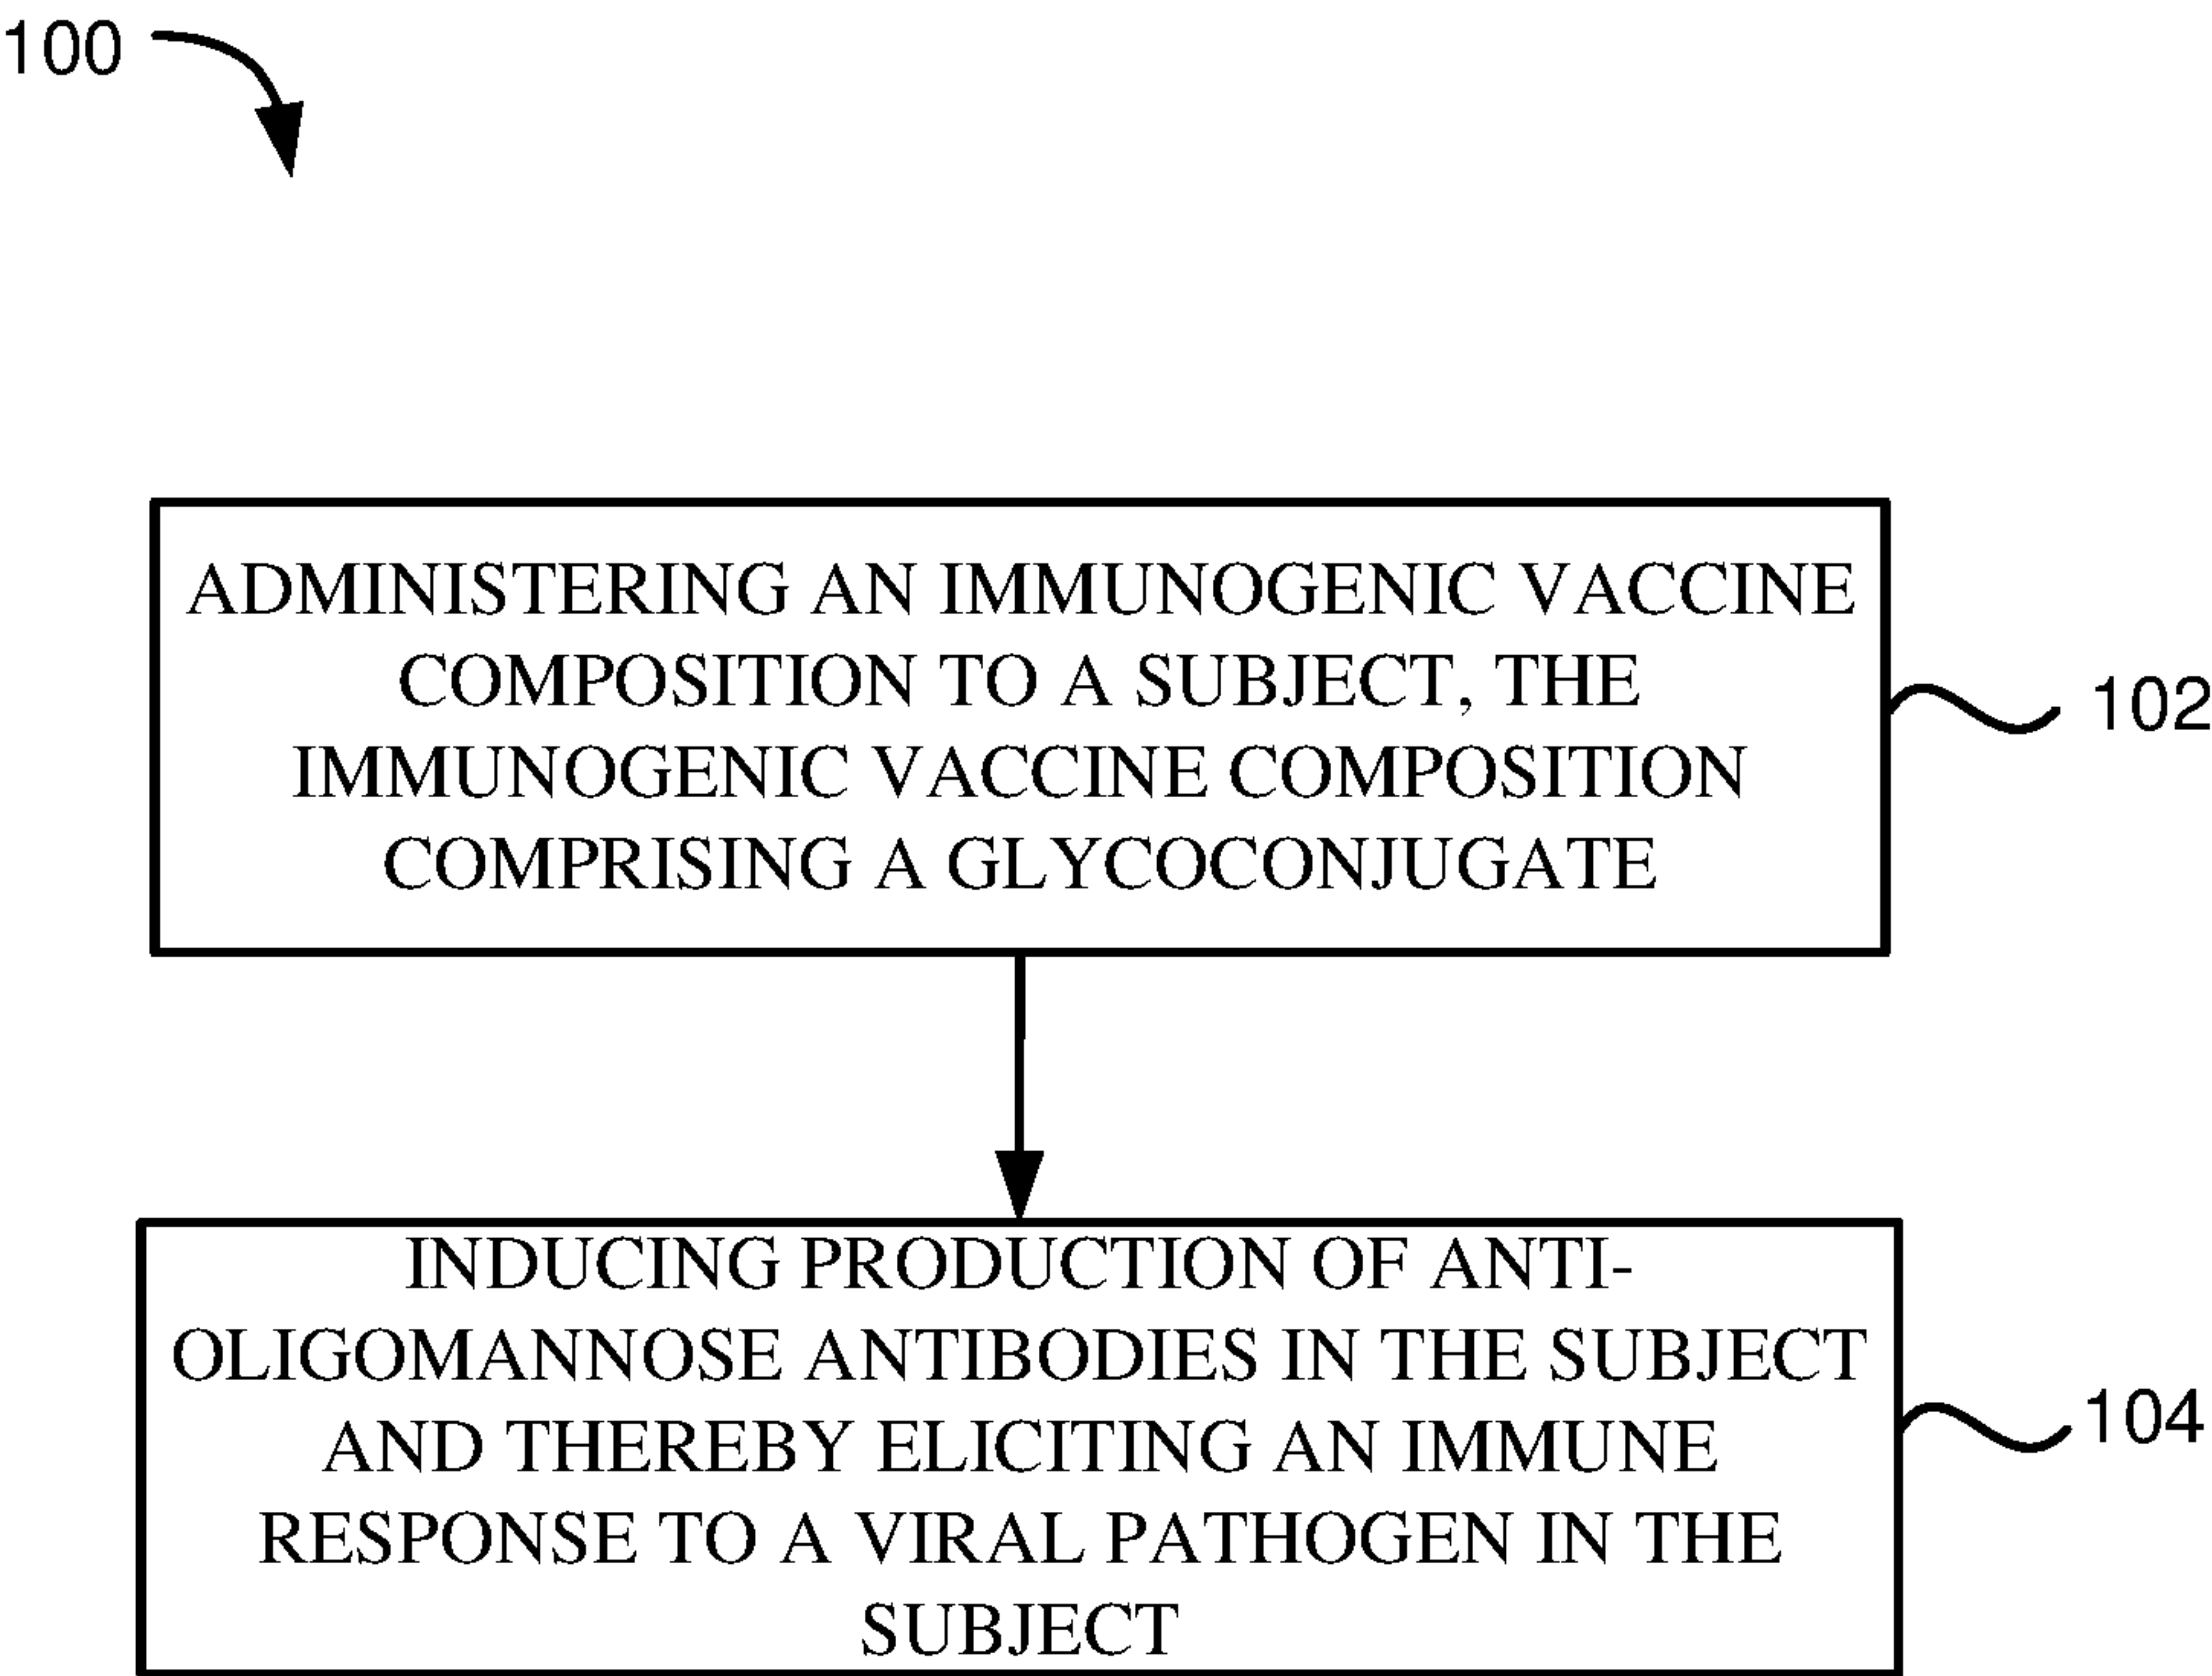 100
ADMINISTERING AN IMMUNOGENIC VACCINE
COMPOSITION TO A SUBJECT, THE
IMMUNOGENIC VACCINE COMPOSITION
COMPRISING A GLYCOCONJUGATE
102
INDUCING PRODUCTION OF ANTI-
OLIGOMANNOSE ANTIBODIES IN THE SUBJECT
AND THEREBY ELICITING AN IMMUNE
RESPONSE TO A VIRAL PATHOGEN IN THE
SUBJECT
104